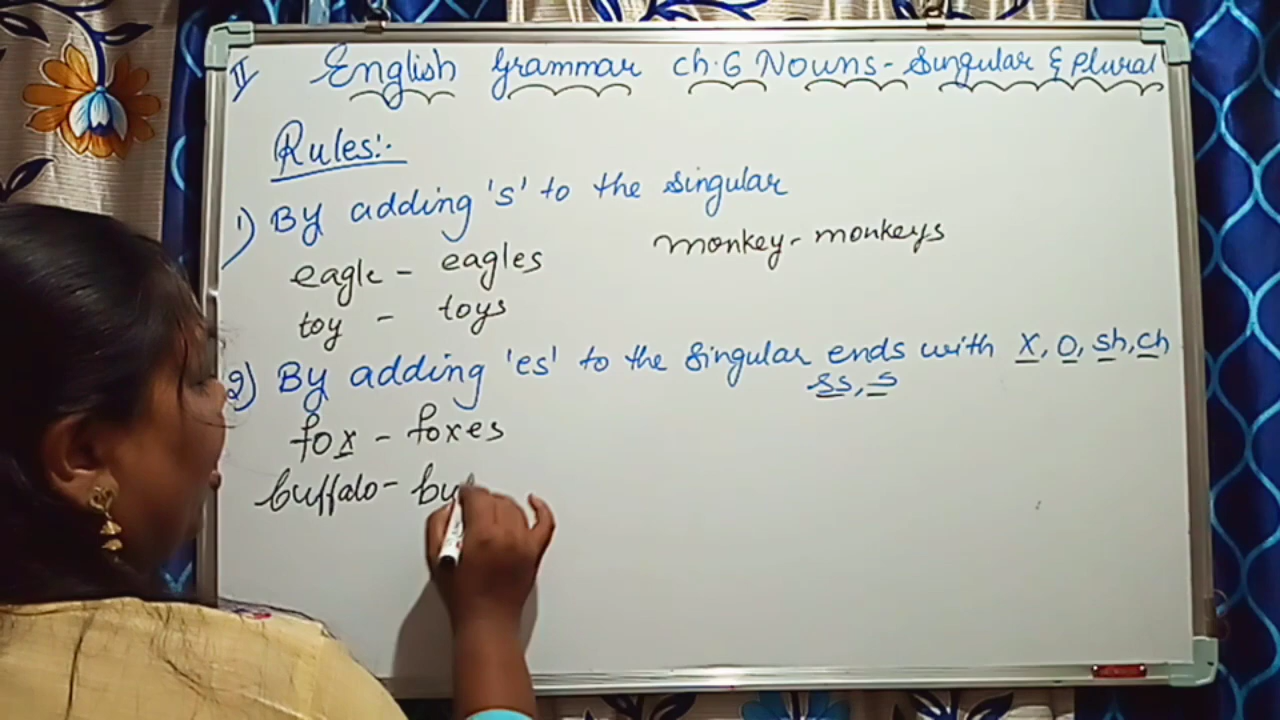 II English Grammar Ch.6 Nouns - Singular & Plural
Rules:-
1) By adding 's' to the singular
eagle - eagles monkey - monkeys
toy - toys
2) By adding 'es' to the singular ends with x, o, sh, ch
ss, s
fox - foxes
buffalo - bu